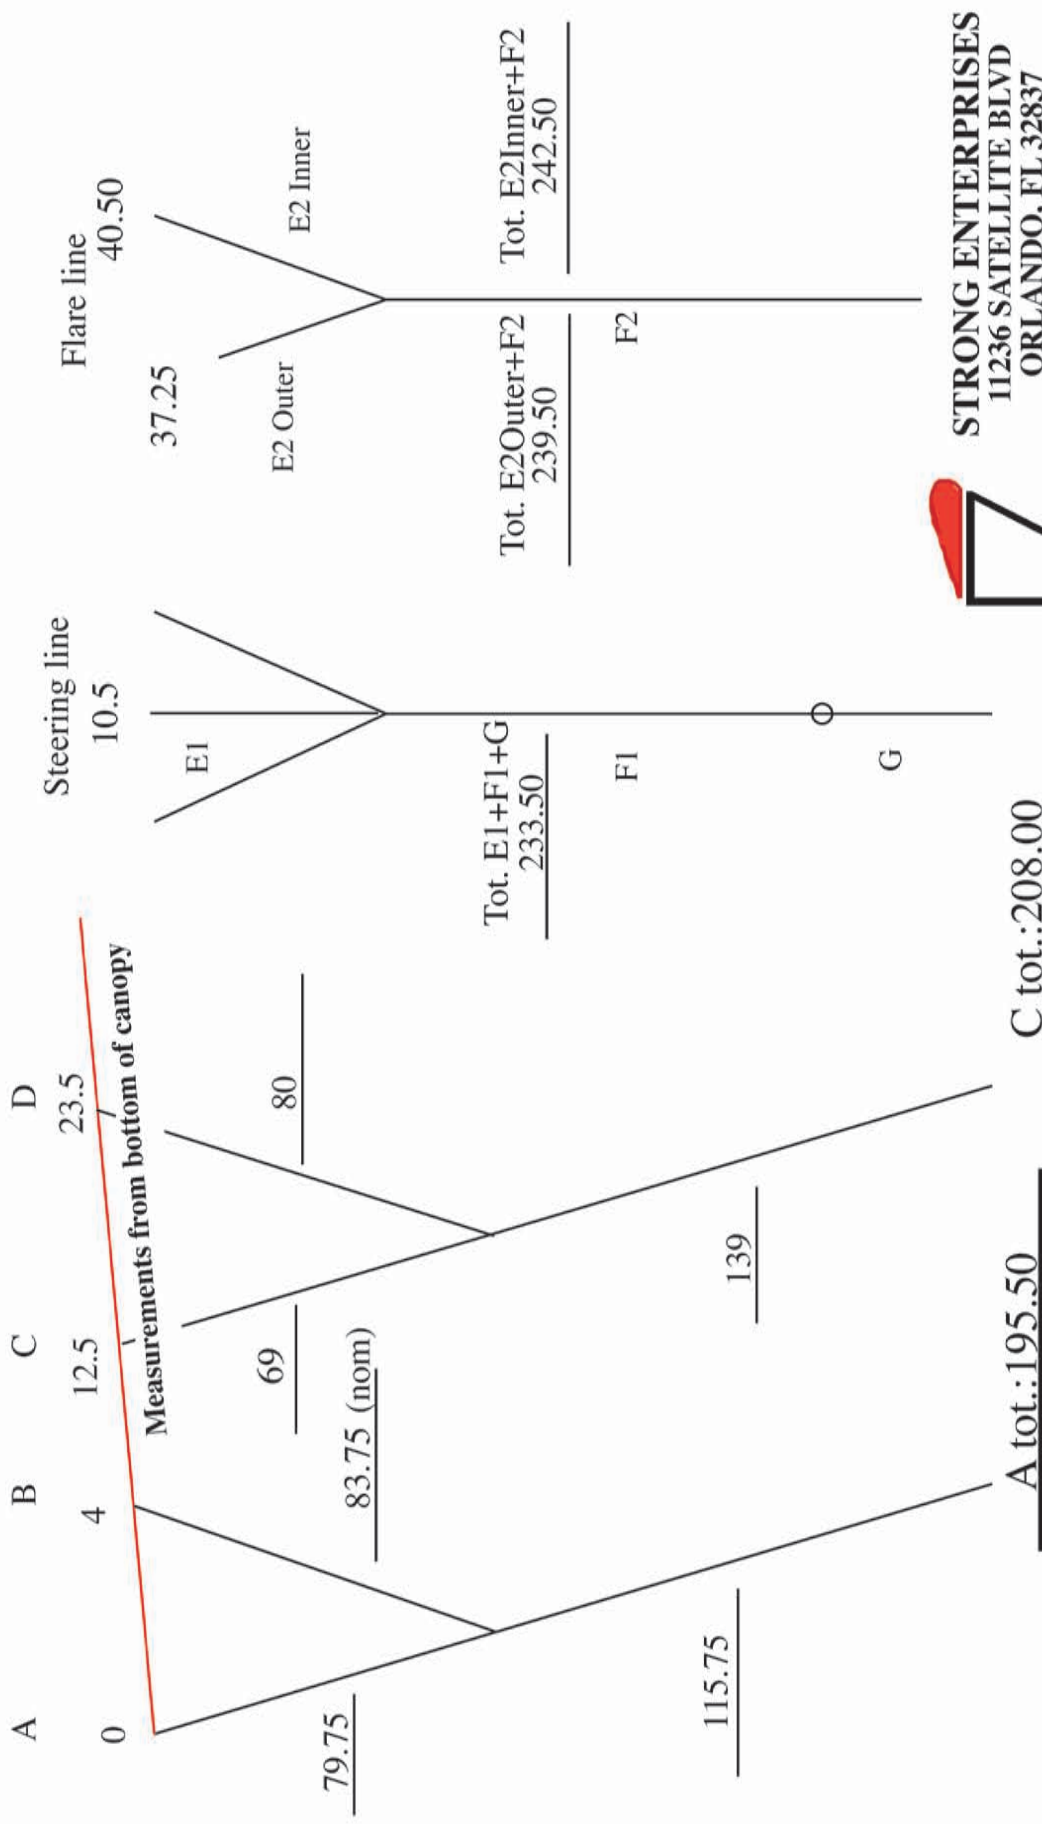 A
B
C
D
0
4
12.5
23.5
Measurements from bottom of canopy
79.75
83.75 (nom)
69
80
115.75
139
A tot.:195.50
C tot.:208.00
Steering line
10.5
E1
Tot. E1+F1+G
233.50
F1
G
Flare line
37.25
40.50
E2 Outer
E2 Inner
Tot. E2Outer+F2
239.50
Tot. E2Inner+F2
242.50
F2
STRONG ENTERPRISES
11236 SATELLITE BLVD
ORLANDO, FL 32837